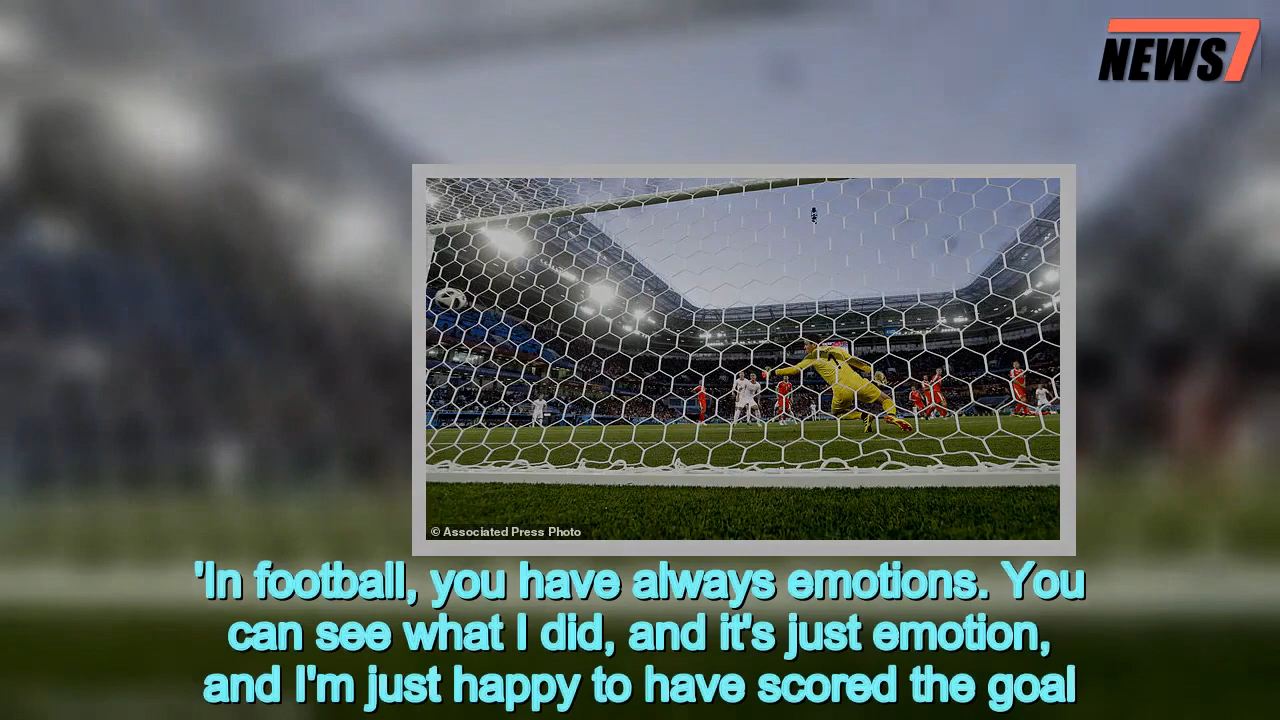 NEWS7
© Associated Press Photo
'In football, you have always emotions. You
can see what I did, and it's just emotion,
and I'm just happy to have scored the goal